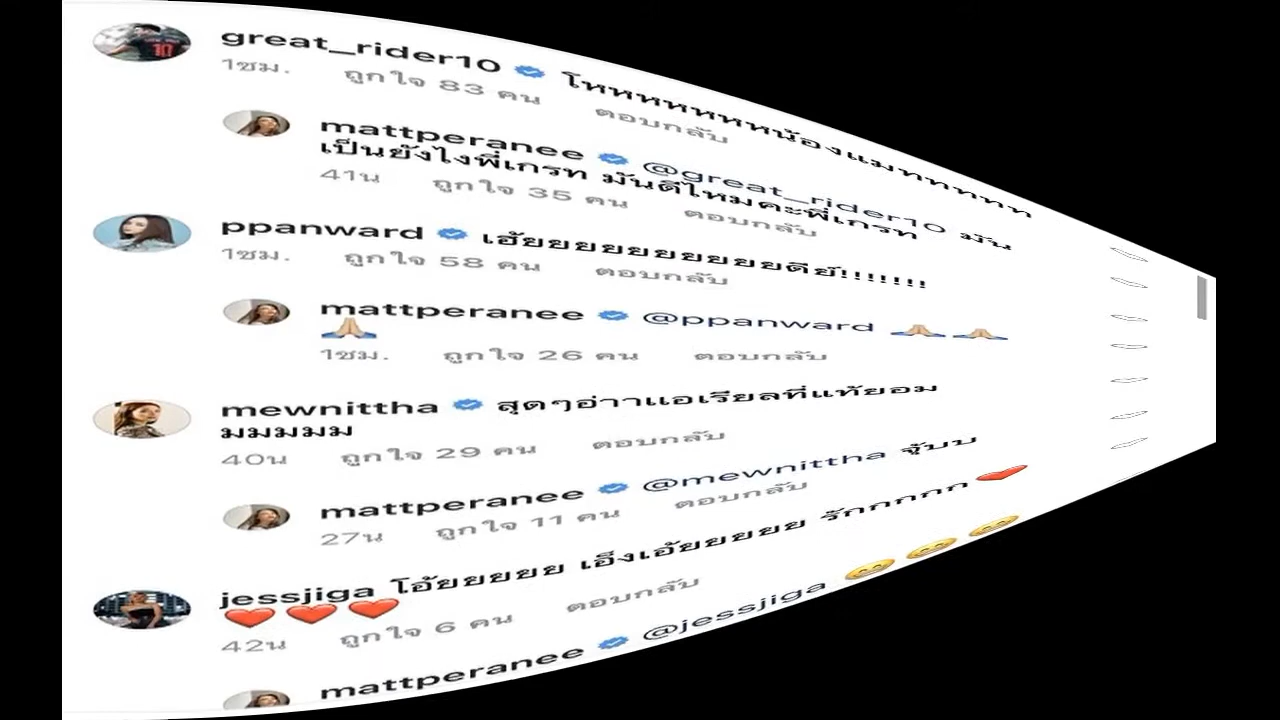 great_rider10 โหหหหหหหน้องแมททททท
1ชม. ถูกใจ 83 คน ตอบกลับ
mattperanee @great_rider10 มัน
เป็นยังไงพี่เกรท มันดีไหมคะพี่เกรท
41น ถูกใจ 35 คน ตอบกลับ
ppanward เฮ้ยยยยยยยยยยยดีย์!!!!!!!
1ชม. ถูกใจ 58 คน ตอบกลับ
mattperanee @ppanward 🙏🏼 🙏🏼
🙏🏼
1ชม. ถูกใจ 26 คน ตอบกลับ
mewnittha สุดๆอ่าาแอเรียลที่แท้ยอม
มมมมมม
40น ถูกใจ 29 คน ตอบกลับ
mattperanee @mewnittha จุ้บบ
27น ถูกใจ 11 คน ตอบกลับ
jessjiga โอ้ยยยยยย เอ็งเอ้ยยยยยย รักกกกกก ❤️
❤️ ❤️ ❤️
42น ถูกใจ 6 คน ตอบกลับ
mattperanee @jessjiga 😄 😄 😄